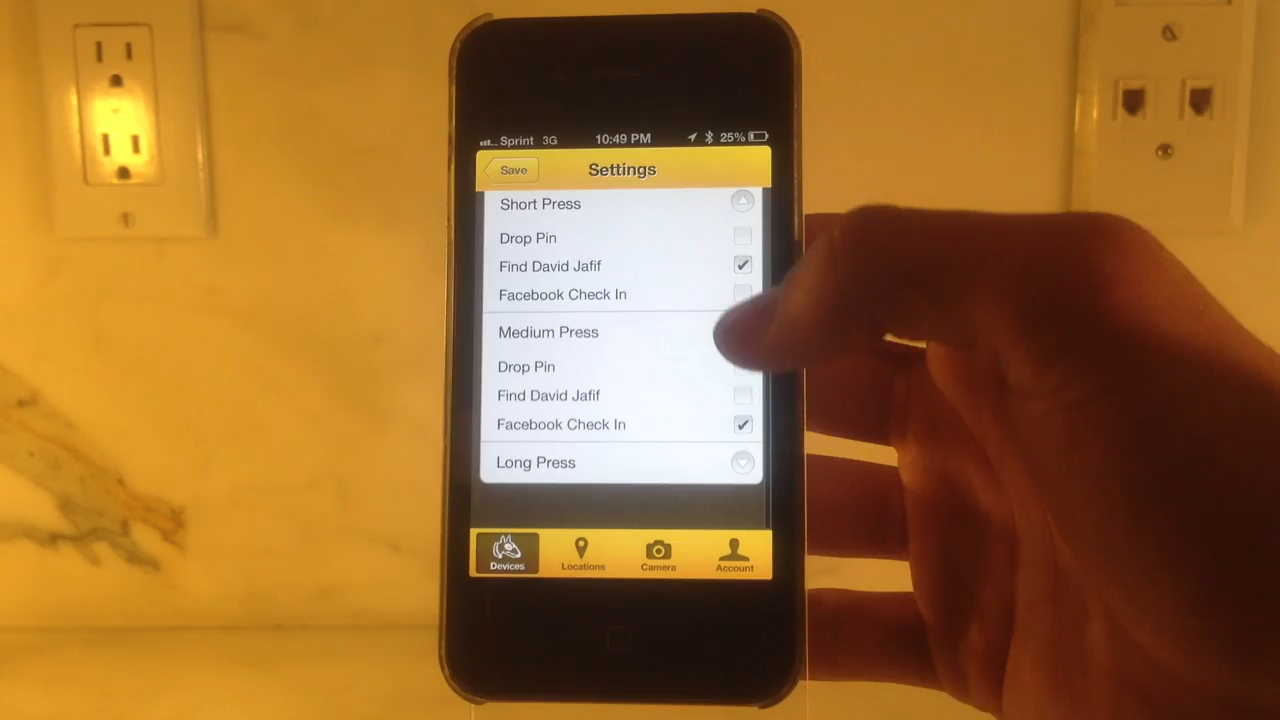 Sprint 3G 10:49 PM 25%
Save Settings
Short Press
Drop Pin
Find David Jafif
Facebook Check In
Medium Press
Drop Pin
Find David Jafif
Facebook Check In
Long Press
Devices Locations Camera Account